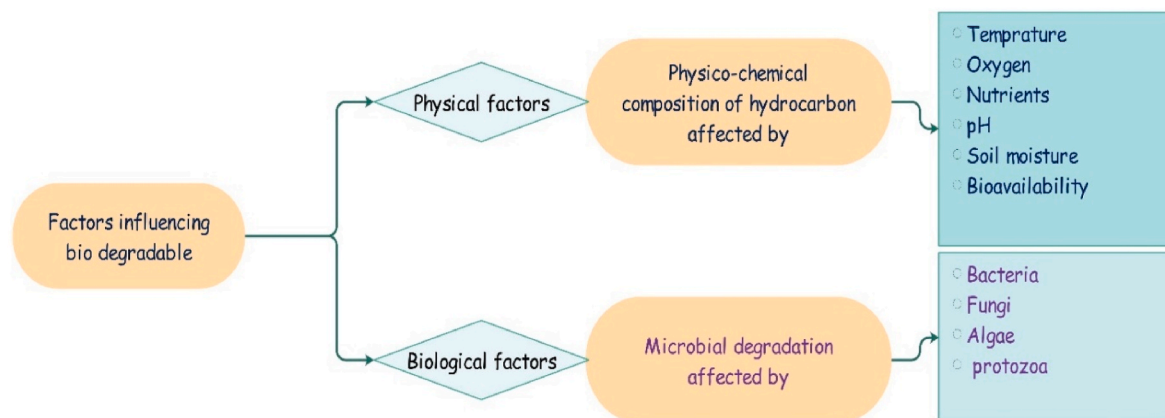 Factors influencing
bio degradable
Physical factors
Physico-chemical
composition of hydrocarbon
affected by
Temprature
Oxygen
Nutrients
pH
Soil moisture
Bioavailability
Biological factors
Microbial degradation
affected by
Bacteria
Fungi
Algae
protozoa